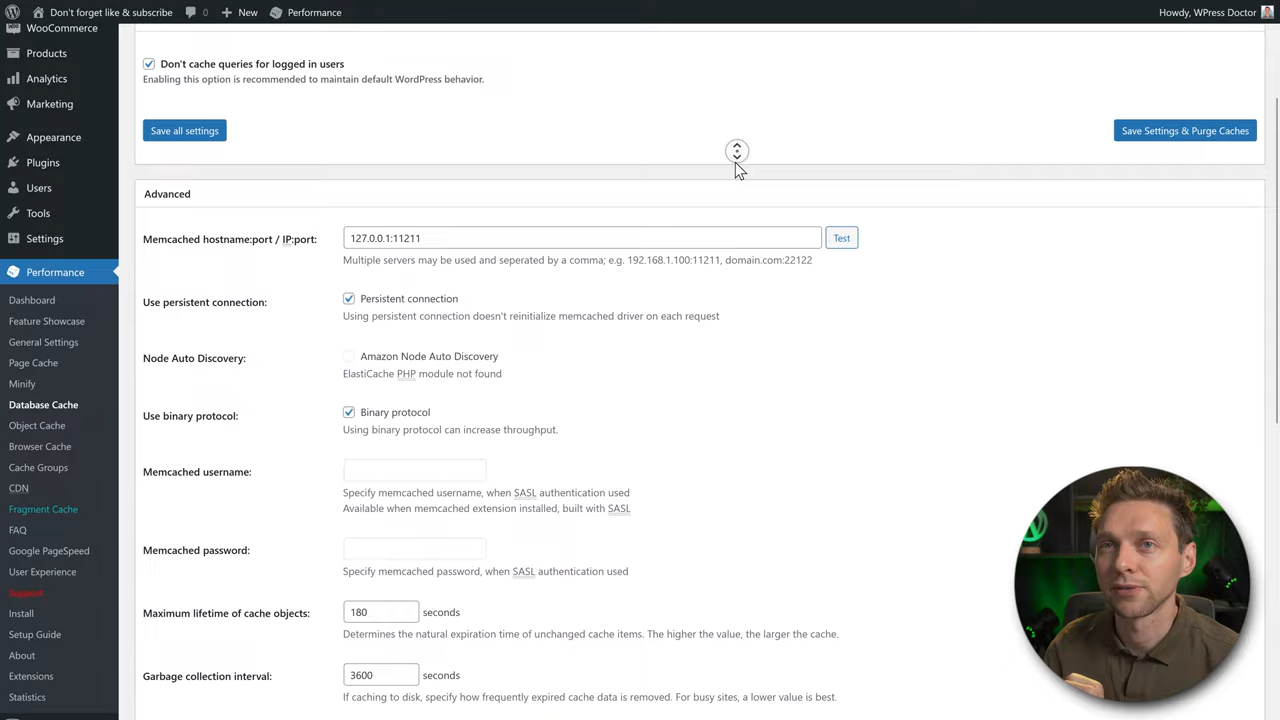 Don't forget like & subscribe
0
New
Performance
Howdy, WPress Doctor
WooCommerce
Products
Analytics
Marketing
Appearance
Plugins
Users
Tools
Settings
Performance
Dashboard
Feature Showcase
General Settings
Page Cache
Minify
Database Cache
Object Cache
Browser Cache
Cache Groups
CDN
Fragment Cache
FAQ
Google PageSpeed
User Experience
Support
Install
Setup Guide
About
Extensions
Statistics
Don't cache queries for logged in users
Enabling this option is recommended to maintain default WordPress behavior.
Save all settings
Save Settings & Purge Caches
Advanced
Memcached hostname:port / IP:port:
127.0.0.1:11211
Test
Multiple servers may be used and seperated by a comma; e.g. 192.168.1.100:11211, domain.com:22122
Use persistent connection:
Persistent connection
Using persistent connection doesn't reinitialize memcached driver on each request
Node Auto Discovery:
Amazon Node Auto Discovery
ElastiCache PHP module not found
Use binary protocol:
Binary protocol
Using binary protocol can increase throughput.
Memcached username:
Specify memcached username, when SASL authentication used
Available when memcached extension installed, built with SASL
Memcached password:
Specify memcached password, when SASL authentication used
Maximum lifetime of cache objects:
180 seconds
Determines the natural expiration time of unchanged cache items. The higher the value, the larger the cache.
Garbage collection interval:
3600 seconds
If caching to disk, specify how frequently expired cache data is removed. For busy sites, a lower value is best.